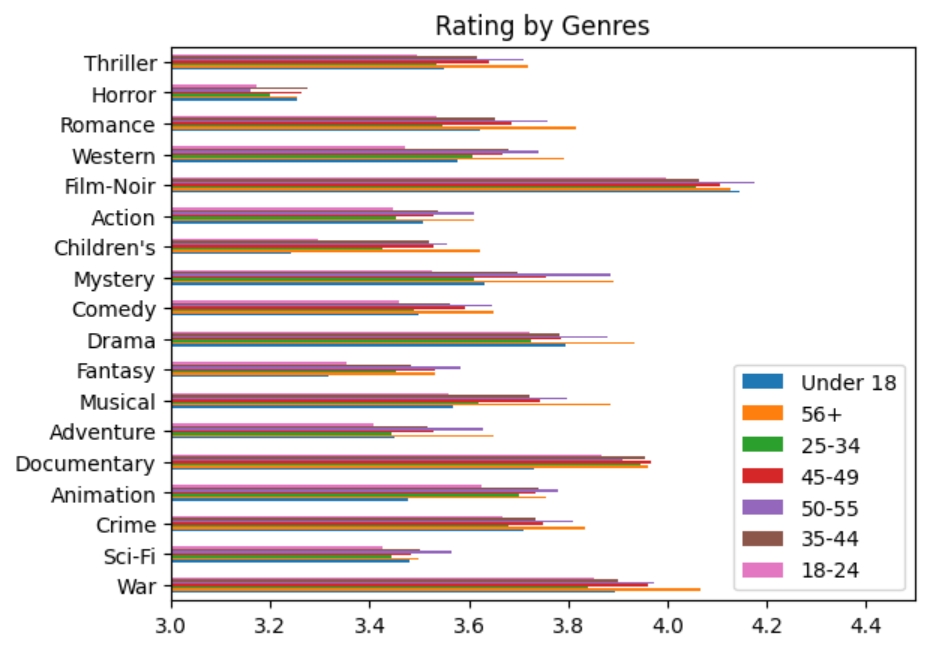 Rating by Genres
Thriller
Horror
Romance
Western
Film-Noir
Action
Children's
Mystery
Comedy
Drama
Fantasy
Musical
Adventure
Documentary
Animation
Crime
Sci-Fi
War
Under 18
56+
25-34
45-49
50-55
35-44
18-24
3.0 3.2 3.4 3.6 3.8 4.0 4.2 4.4